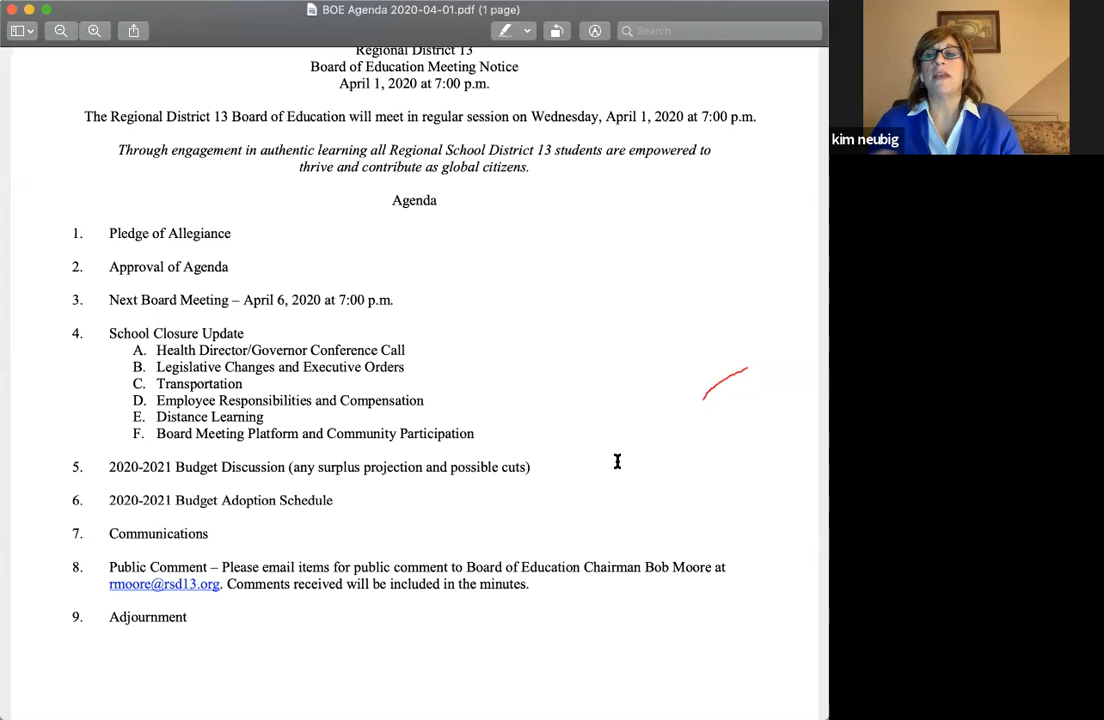 BOE Agenda 2020-04-01.pdf (1 page)
Search
Regional District 13
Board of Education Meeting Notice
April 1, 2020 at 7:00 p.m.
The Regional District 13 Board of Education will meet in regular session on Wednesday, April 1, 2020 at 7:00 p.m.
Through engagement in authentic learning all Regional School District 13 students are empowered to
thrive and contribute as global citizens.
Agenda
1. Pledge of Allegiance
2. Approval of Agenda
3. Next Board Meeting – April 6, 2020 at 7:00 p.m.
4. School Closure Update
A. Health Director/Governor Conference Call
B. Legislative Changes and Executive Orders
C. Transportation
D. Employee Responsibilities and Compensation
E. Distance Learning
F. Board Meeting Platform and Community Participation
5. 2020-2021 Budget Discussion (any surplus projection and possible cuts)
6. 2020-2021 Budget Adoption Schedule
7. Communications
8. Public Comment – Please email items for public comment to Board of Education Chairman Bob Moore at
rmoore@rsd13.org. Comments received will be included in the minutes.
9. Adjournment
kim neubig